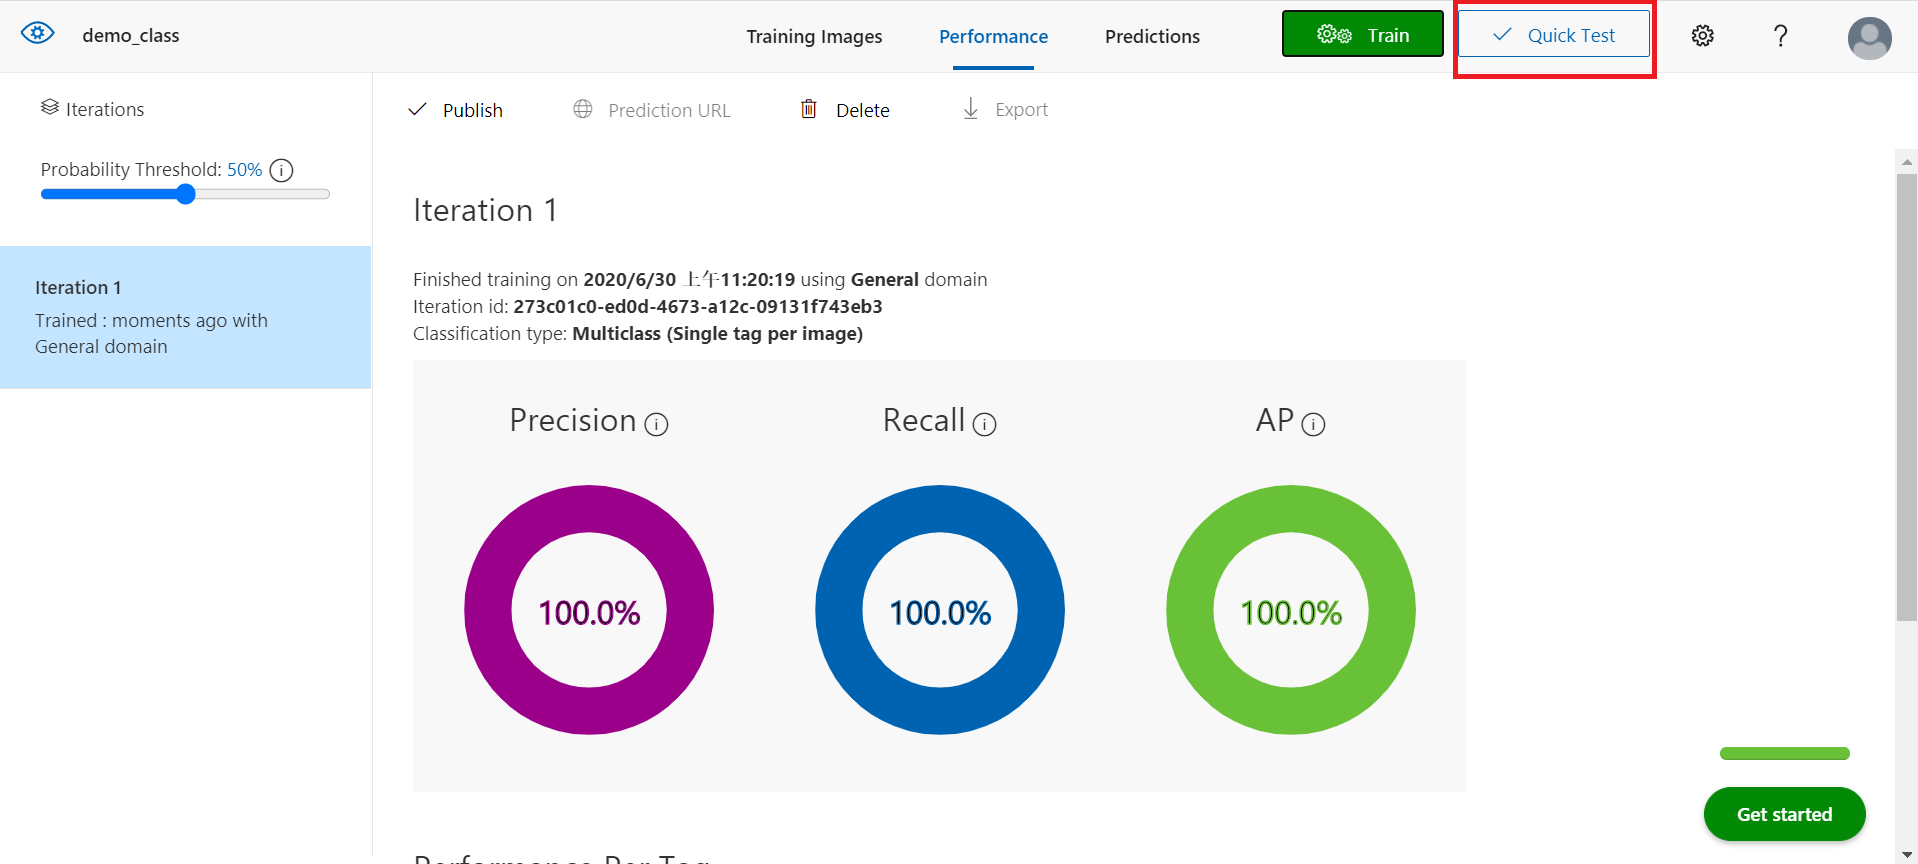 demo_class
Training Images
Performance
Predictions
Train
Quick Test
?
Iterations
Probability Threshold: 50%
Iteration 1
Trained : moments ago with
General domain
Publish
Prediction URL
Delete
Export
Iteration 1
Finished training on 2020/6/30 上午11:20:19 using General domain
Iteration id: 273c01c0-ed0d-4673-a12c-09131f743eb3
Classification type: Multiclass (Single tag per image)
Precision
Recall
AP
100.0%
100.0%
100.0%
Get started
Performance Per Tag